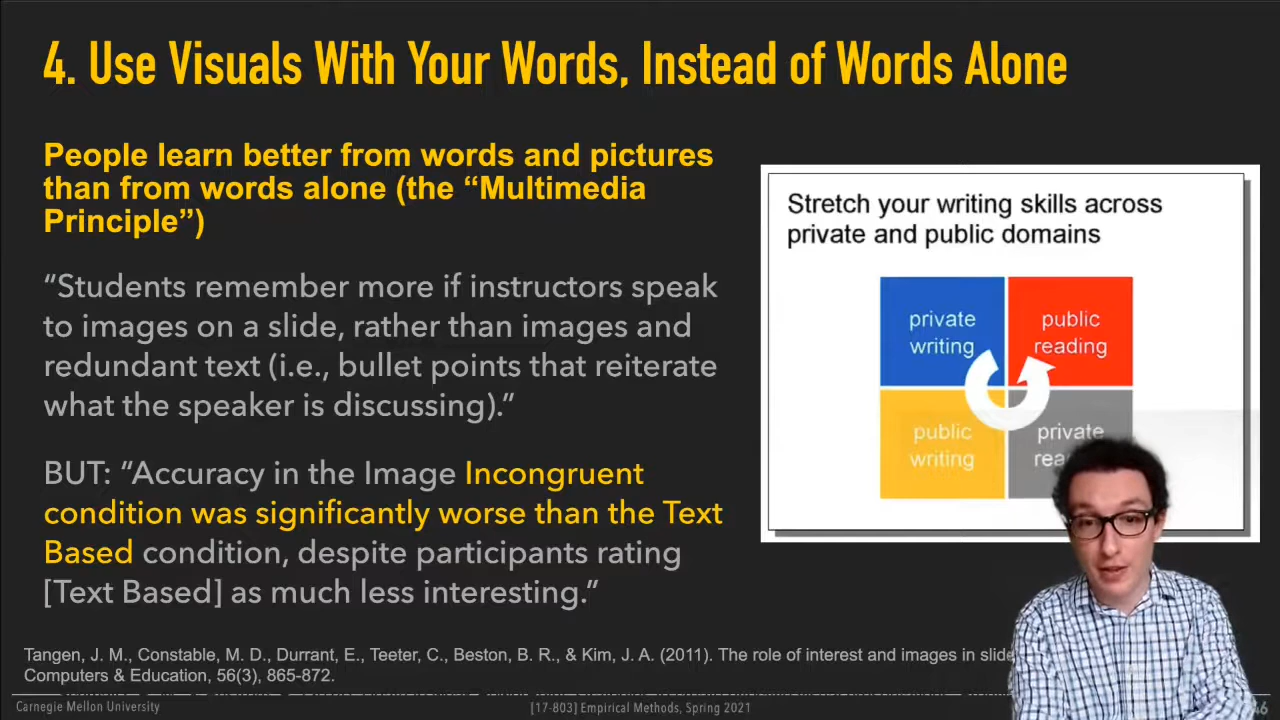 4. Use Visuals With Your Words, Instead of Words Alone
People learn better from words and pictures
than from words alone (the “Multimedia
Principle”)
“Students remember more if instructors speak
to images on a slide, rather than images and
redundant text (i.e., bullet points that reiterate
what the speaker is discussing).”
BUT: “Accuracy in the Image Incongruent
condition was significantly worse than the Text
Based condition, despite participants rating
[Text Based] as much less interesting.”
Stretch your writing skills across
private and public domains
private
writing
public
reading
public
writing
private
Tangen, J. M., Constable, M. D., Durrant, E., Teeter, C., Beston, B. R., & Kim, J. A. (2011). The role of interest and images in
Computers & Education, 56(3), 865-872.
Carnegie Mellon University
[17-803] Empirical Methods, Spring 2021
46